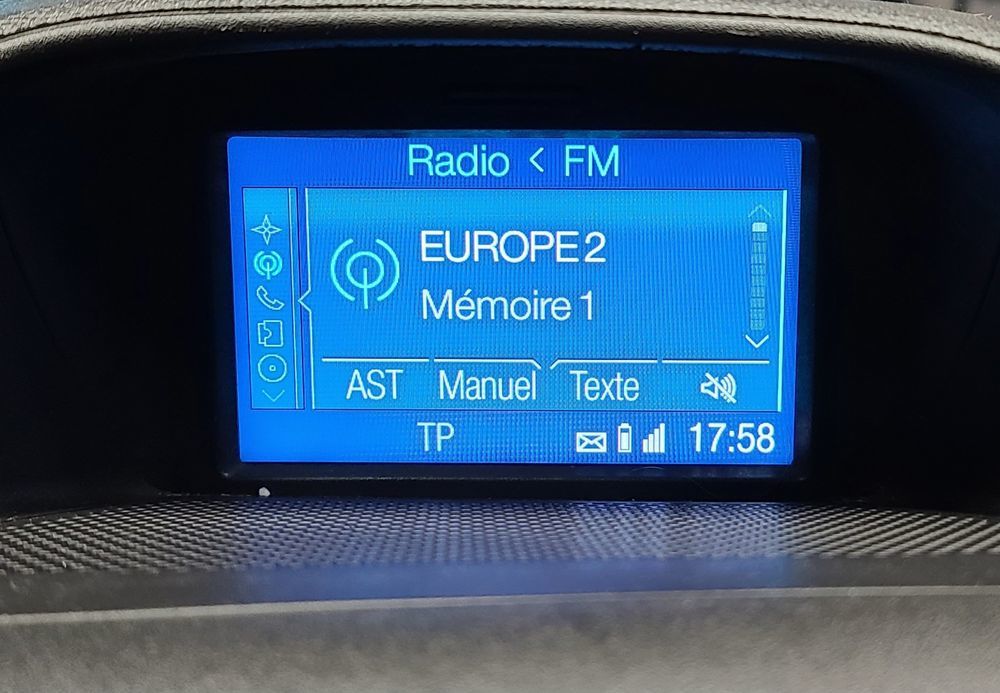 Radio < FM
EUROPE 2
Mémoire 1
AST Manuel Texte
TP 17:58